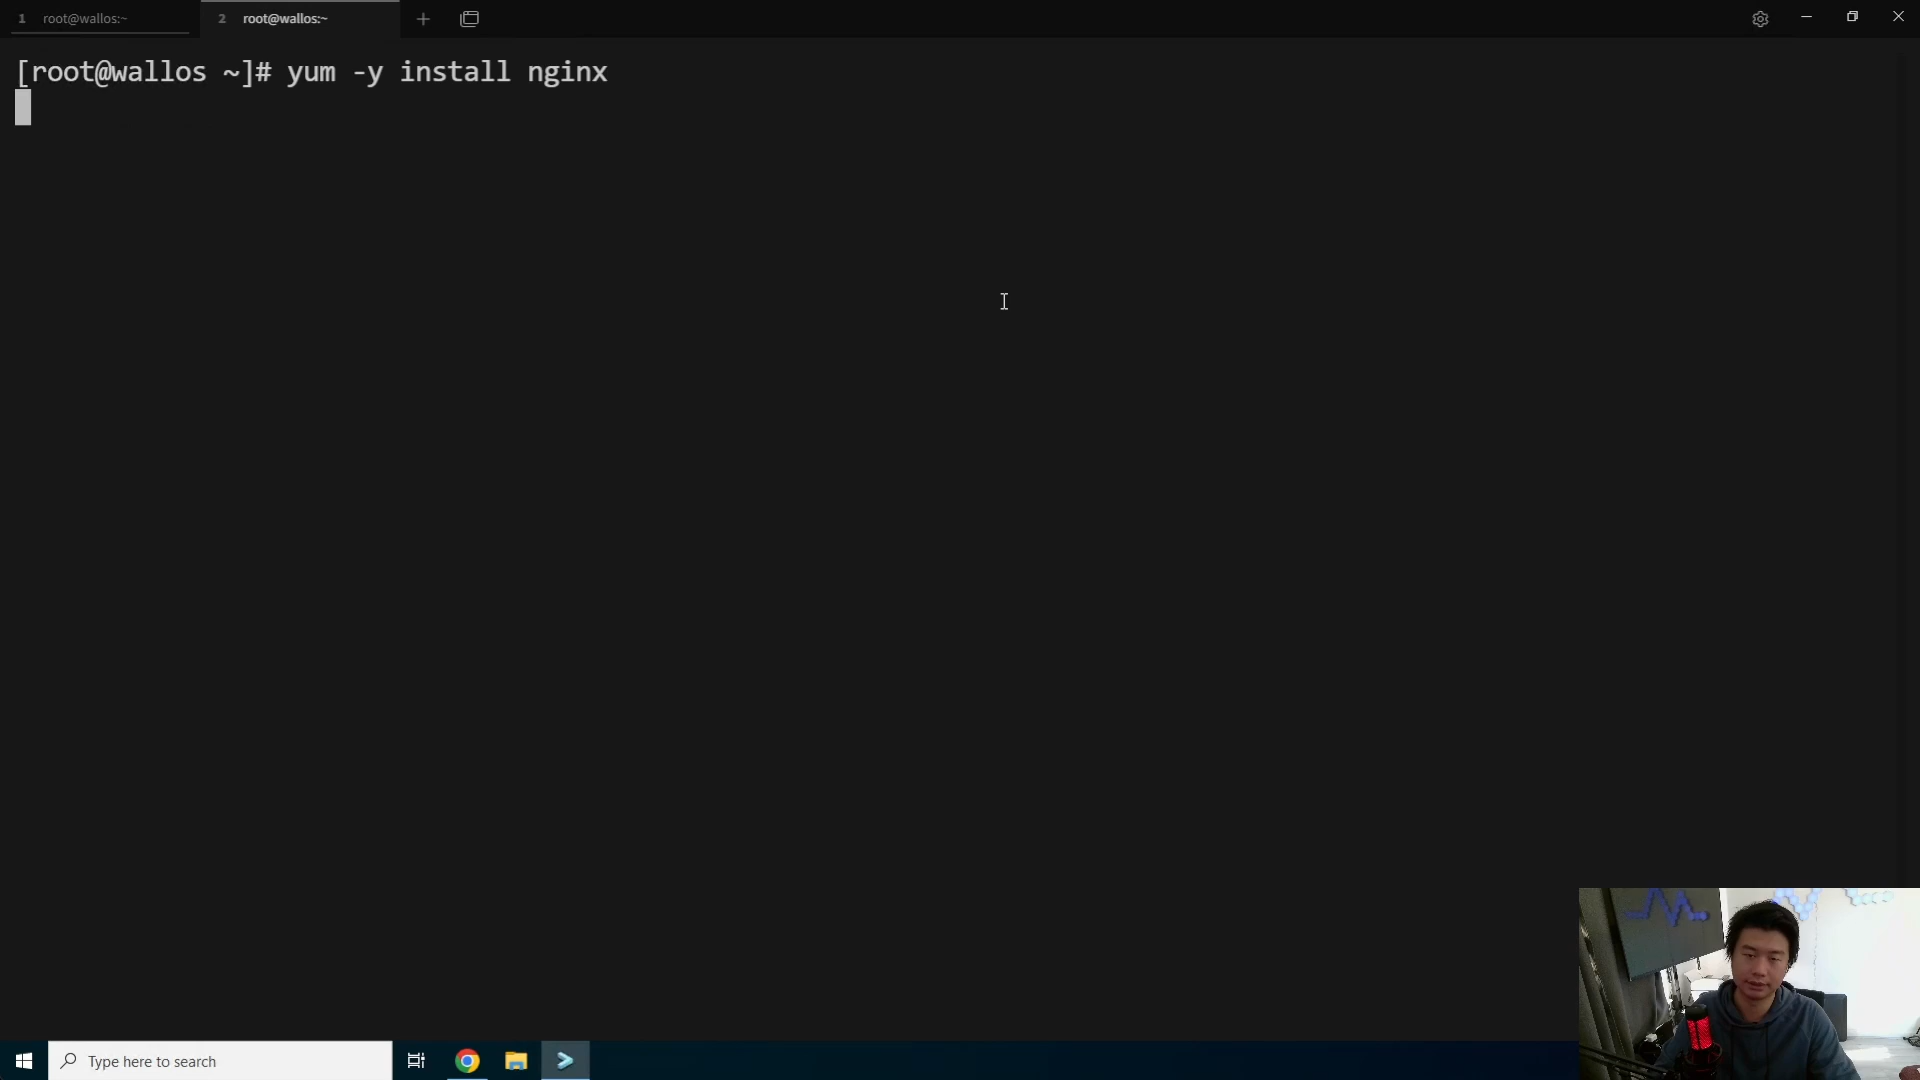 1 root@wallos:~
2 root@wallos:~
[root@wallos ~]# yum -y install nginx
Type here to search